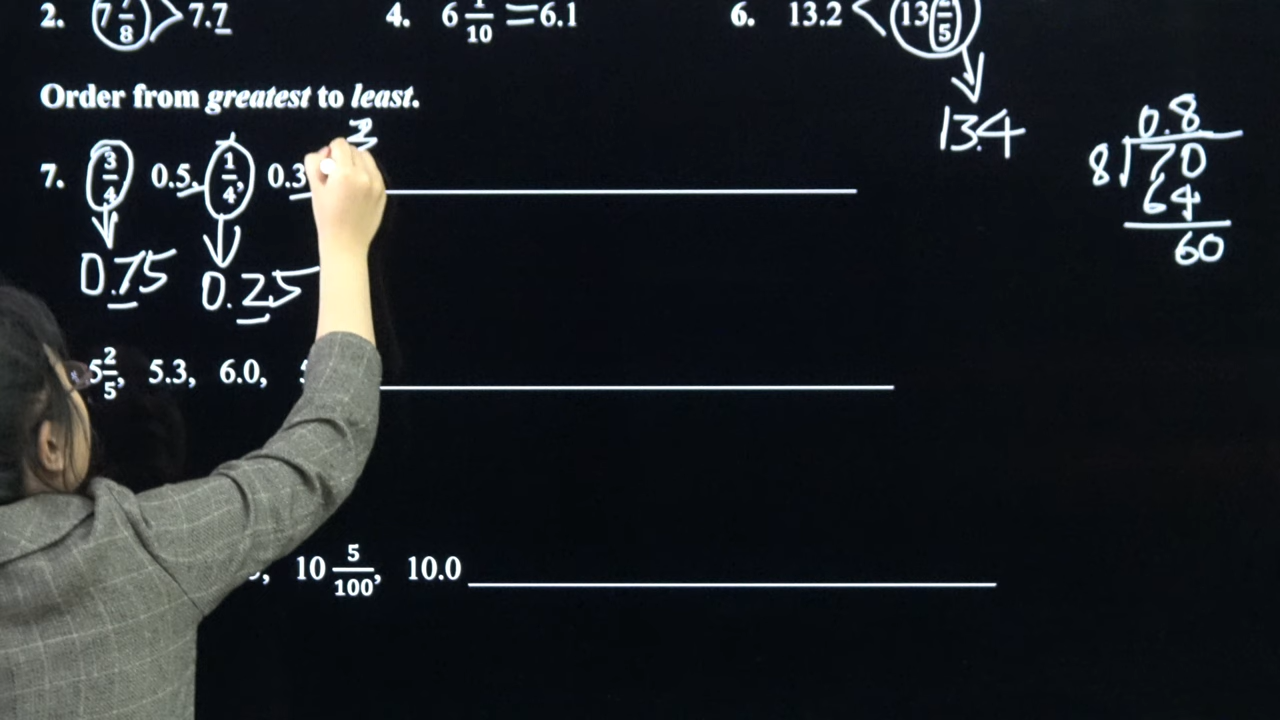 2. 7 7/8 > 7.7 4. 6 1/10 = 6.1 6. 13.2 < 13 2/5
Order from greatest to least.
13.4
0.8
7. 3/4 0.5, 1/4, 0.3
8 70
64
60
0.75 0.25
5 2/5, 5.3, 6.0,
10 5/100, 10.0